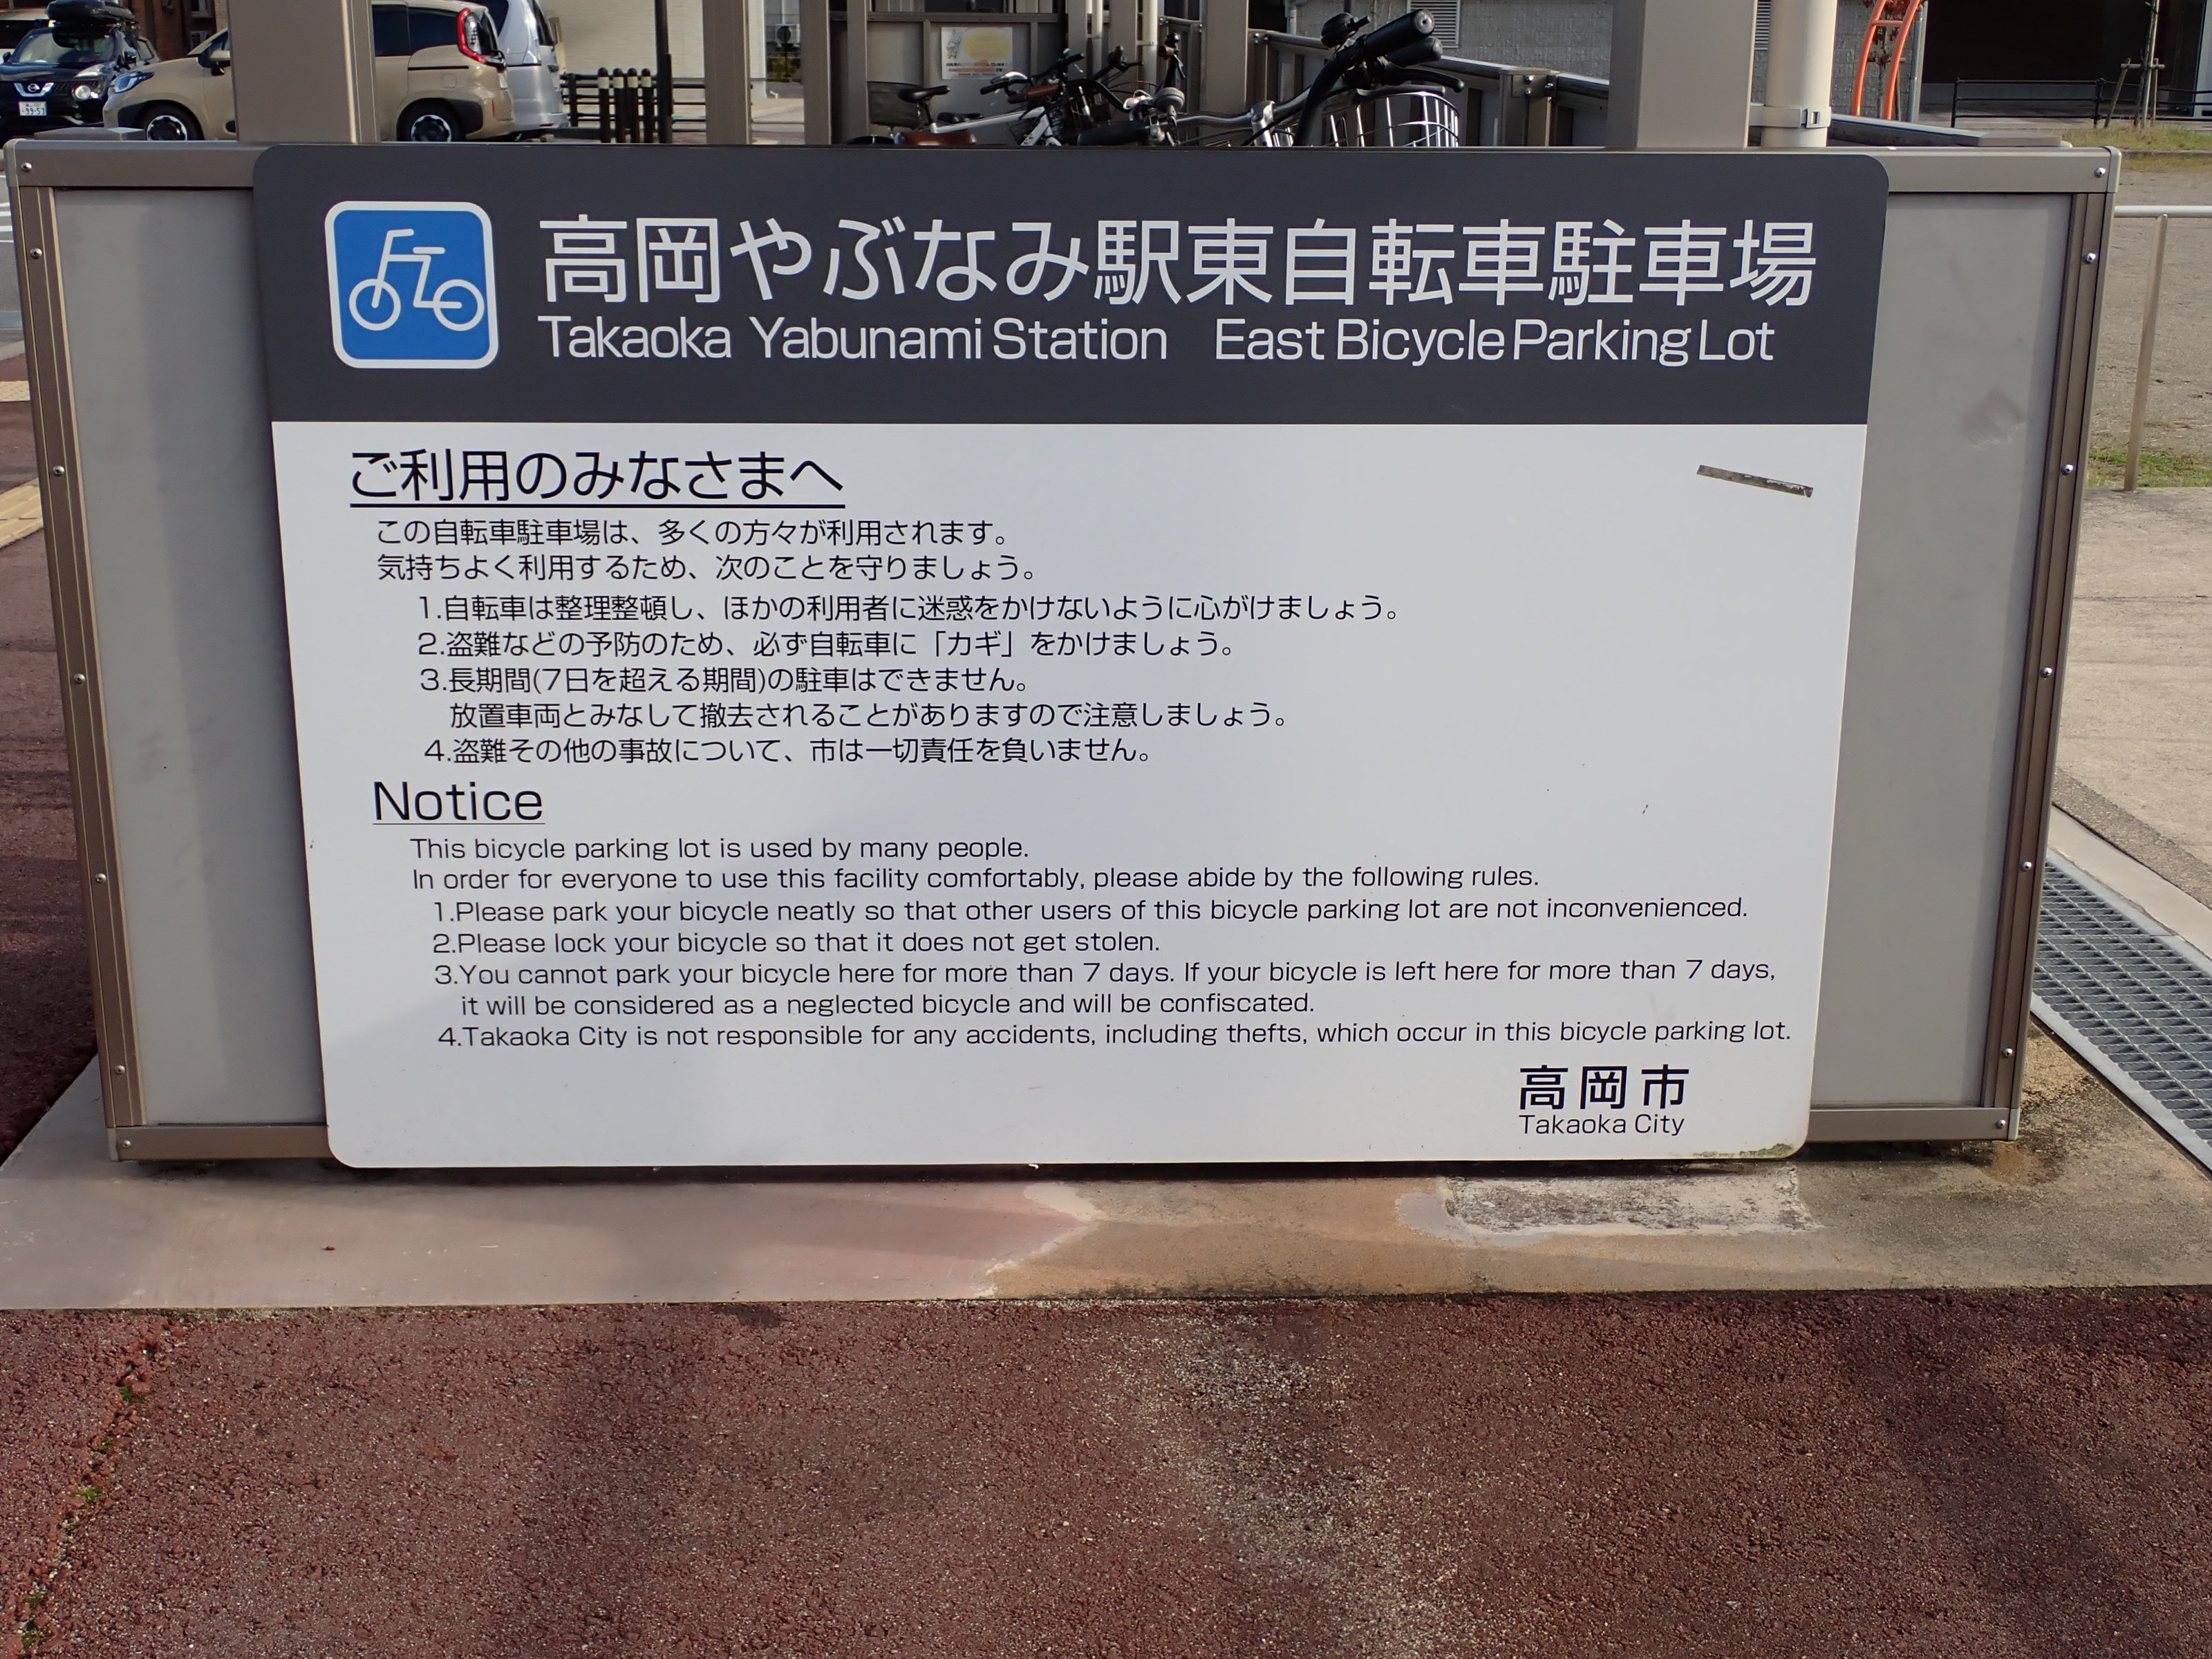 高岡やぶなみ駅東自転車駐車場
Takaoka Yabunami Station East Bicycle Parking Lot
ご利用のみなさまへ
この自転車駐車場は、多くの方々が利用されます。
気持ちよく利用するため、次のことを守りましょう。
1.自転車は整理整頓し、ほかの利用者に迷惑をかけないように心がけましょう。
2.盗難などの予防のため、必ず自転車に「カギ」をかけましょう。
3.長期間(7日を超える期間)の駐車はできません。
放置車両とみなして撤去されることがありますので注意しましょう。
4.盗難その他の事故について、市は一切責任を負いません。
Notice
This bicycle parking lot is used by many people.
In order for everyone to use this facility comfortably, please abide by the following rules.
1.Please park your bicycle neatly so that other users of this bicycle parking lot are not inconvenienced.
2.Please lock your bicycle so that it does not get stolen.
3.You cannot park your bicycle here for more than 7 days. If your bicycle is left here for more than 7 days,
it will be considered as a neglected bicycle and will be confiscated.
4.Takaoka City is not responsible for any accidents, including thefts, which occur in this bicycle parking lot.
高岡市
Takaoka City